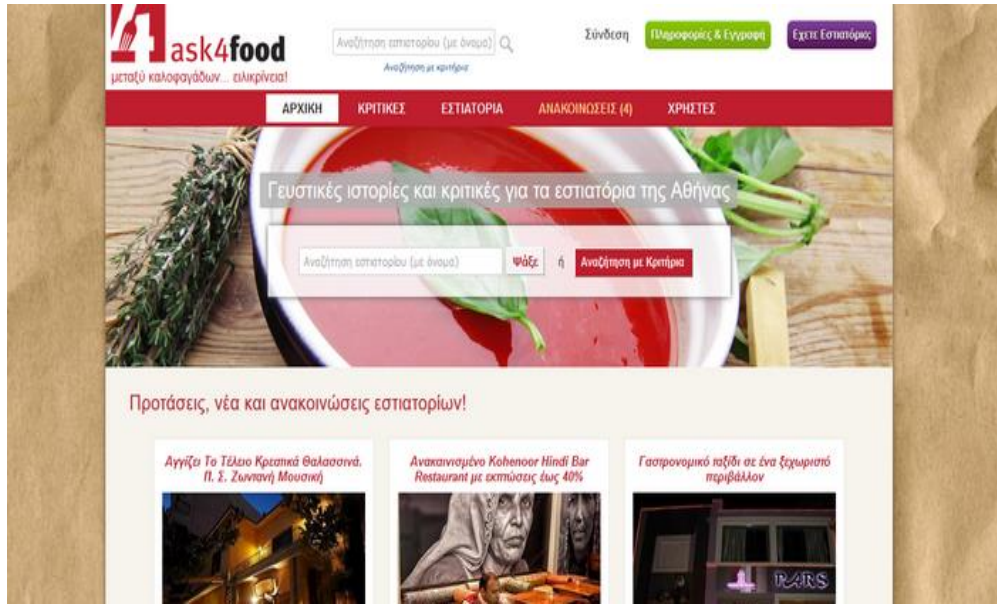 ask4food
μεταξύ καλοφαγάδων... ειλικρίνεια!
Αναζήτηση εστιατορίου (με όνομα)
Αναζήτηση με κριτήρια
Σύνδεση
Πληροφορίες & Εγγραφή
Εχετε Εστιατόριο;
ΑΡΧΙΚΗ ΚΡΙΤΙΚΕΣ ΕΣΤΙΑΤΟΡΙΑ ΑΝΑΚΟΙΝΩΣΕΙΣ (4) ΧΡΗΣΤΕΣ
Γευστικές ιστορίες και κριτικές για τα εστιατόρια της Αθήνας
Αναζήτηση εστιατορίου (με όνομα) Ψάξε ή Αναζήτηση με Κριτήρια
Προτάσεις, νέα και ανακοινώσεις εστιατορίων!
Αγγίζει Το Τέλειο Κρεατικά Θαλασσινά.
Π. Σ. Ζωντανή Μουσική
Ανακαινισμένο Kohenoor Hindi Bar
Restaurant με εκπτώσεις έως 40%
Γαστρονομικό ταξίδι σε ένα ξεχωριστό
περιβάλλον
PARS